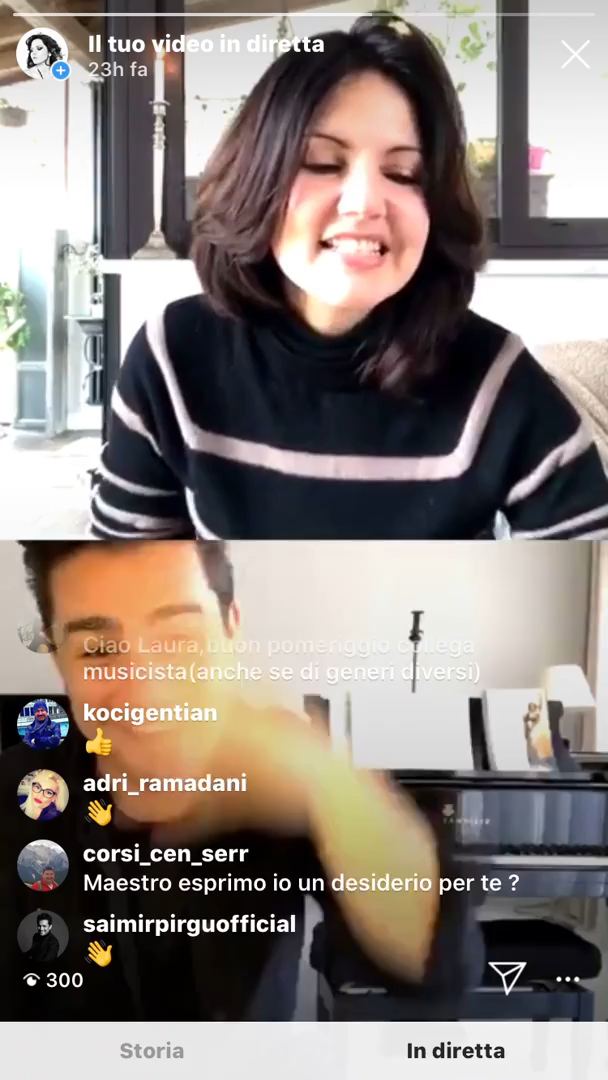 Il tuo video in diretta
23h fa
Ciao Laura,buon pomeriggio collega
musicista(anche se di generi diversi)
kocigentian
👍
adri_ramadani
👋
corsi_cen_serr
Maestro esprimo io un desiderio per te ?
saimirpirguofficial
👋
300
Storia
In diretta